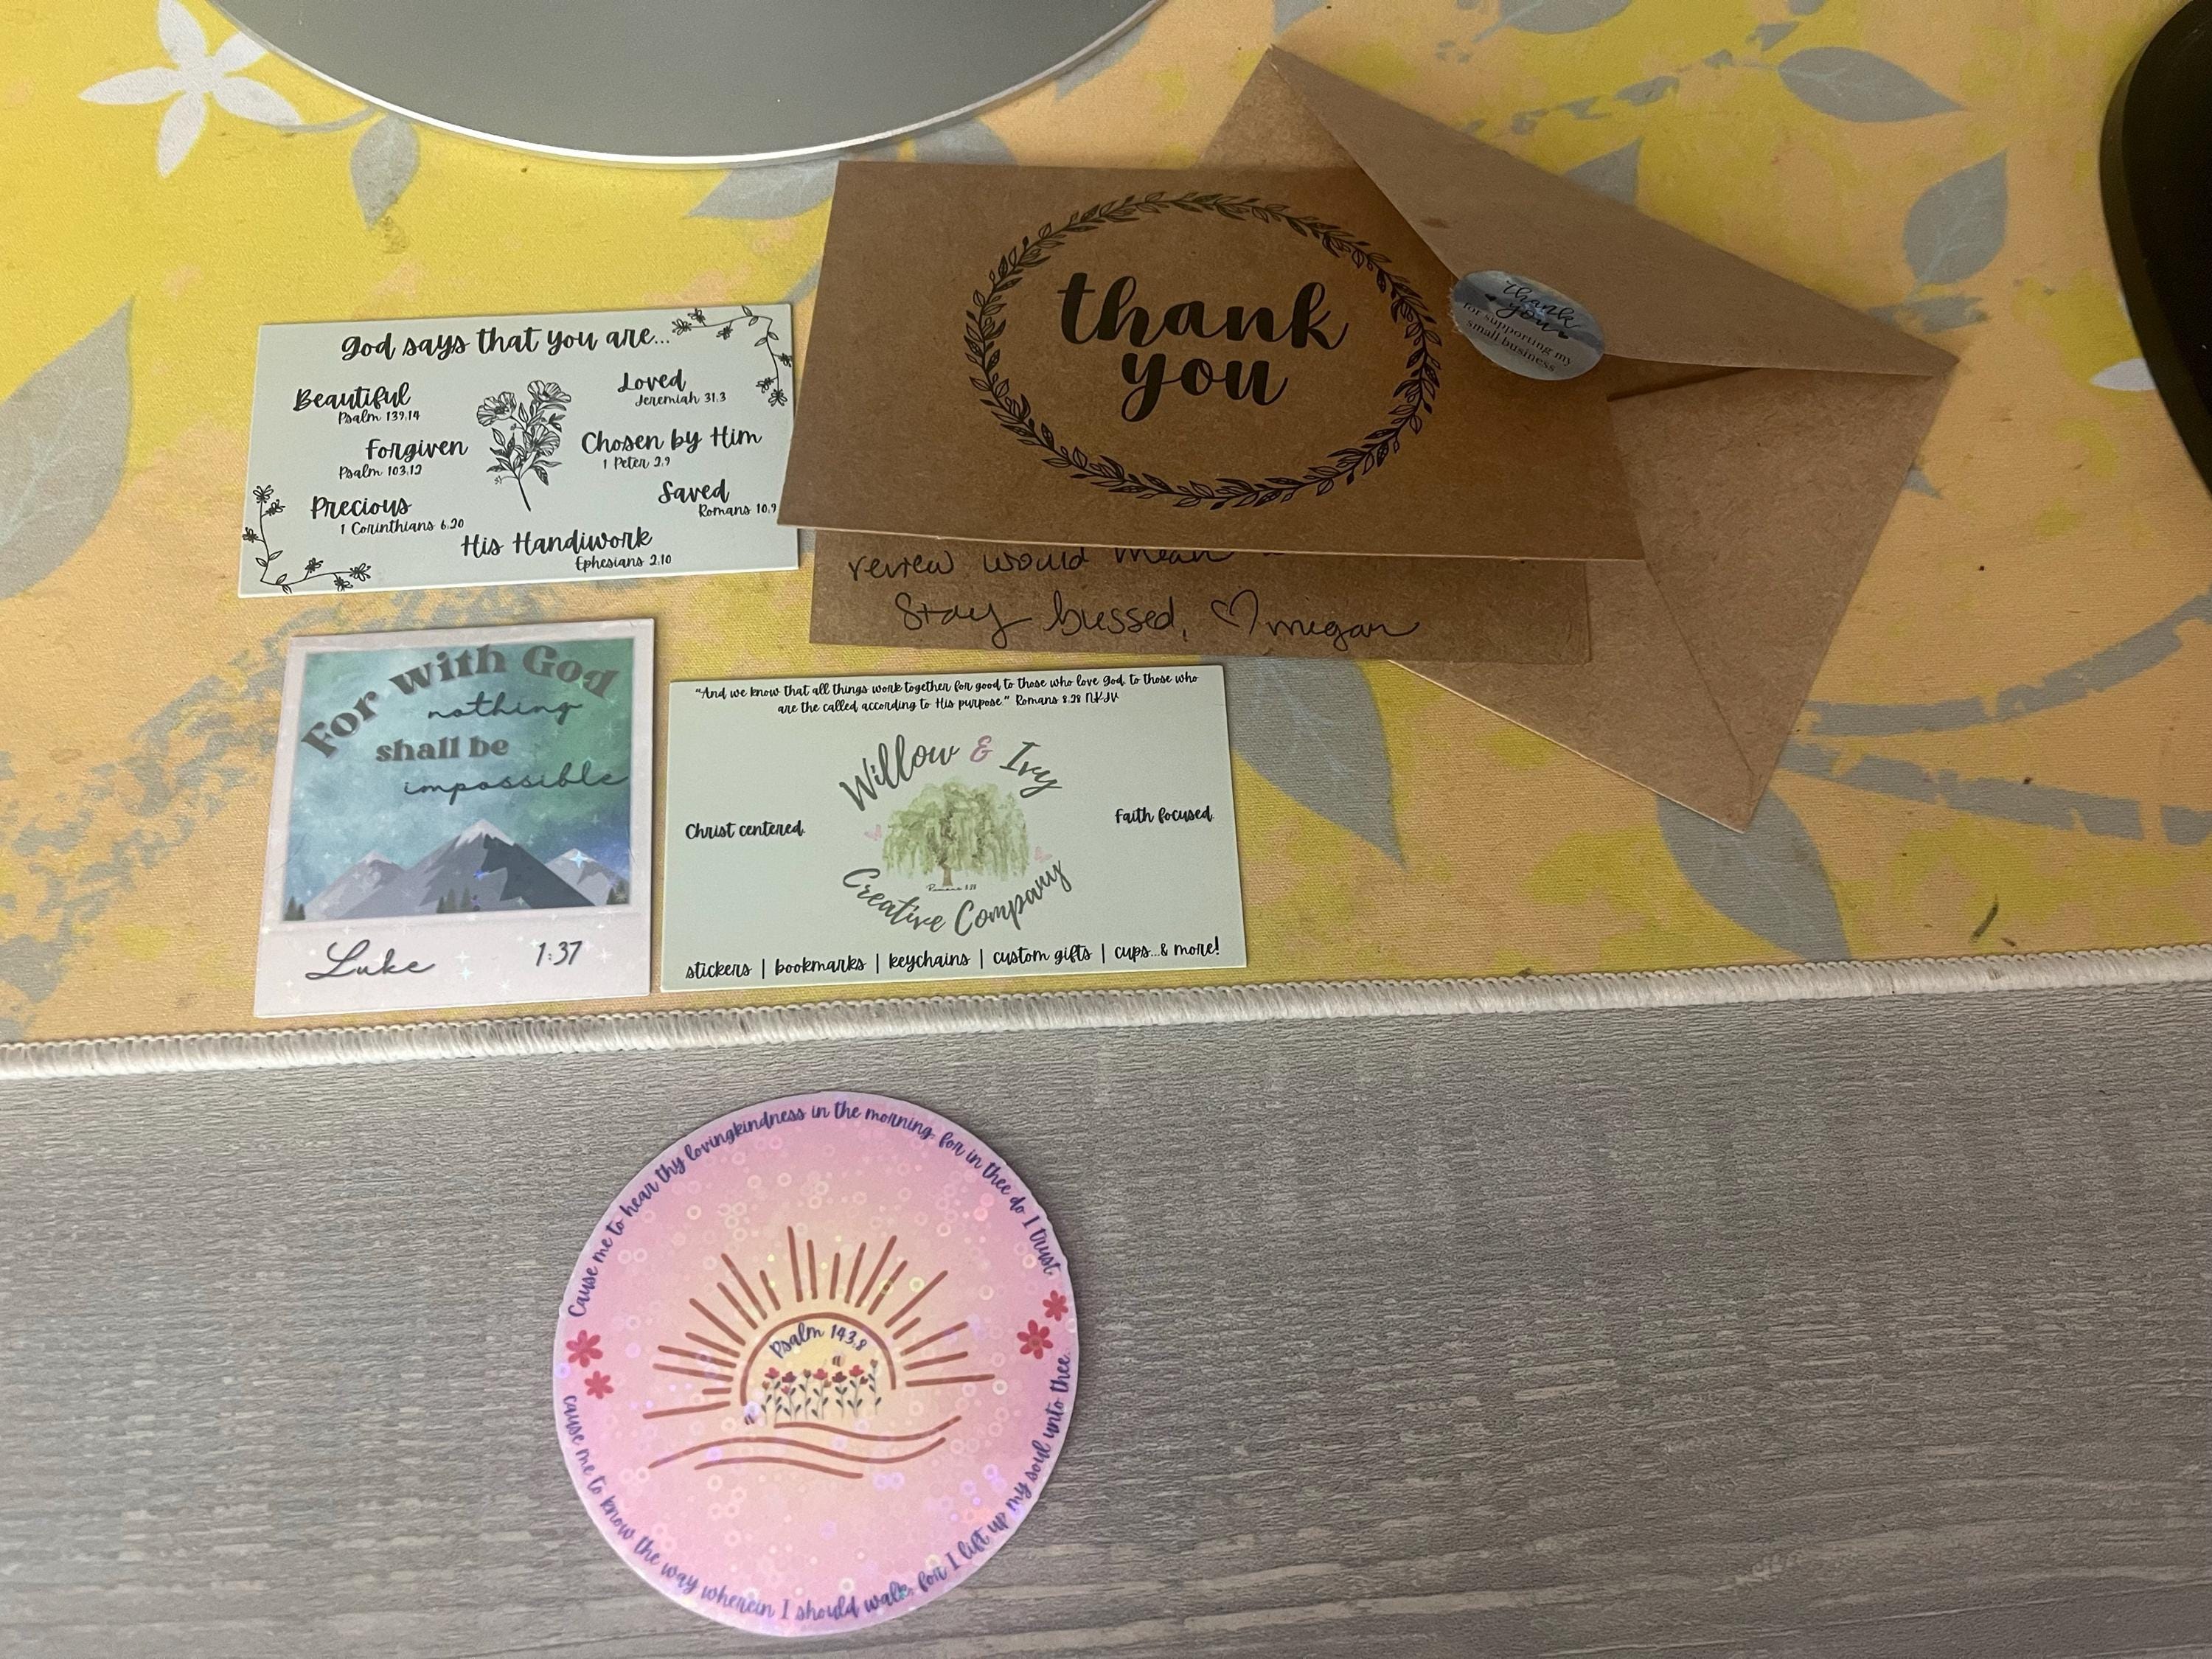 god says that you are...
Beautiful
Psalm 139.14
Loved
Jeremiah 31.3
Forgiven
Psalm 103.12
Chosen by Him
1 Peter 2.9
Precious
1 Corinthians 6.20
Saved
Romans 10.9
His Handiwork
Ephesians 2.10
thank
you
thank
you
for supporting my
small business
review would mean
Stay blessed, ♡ megan
For With God
nothing
shall be
impossible
Luke 1:37
"And we know that all things work together for good to those who love God, to those who
are the called according to His purpose." Romans 8.28 NKJV
Willow & Ivy
Christ centered.
Faith focused.
Romans 8.28
Creative Company
stickers | bookmarks | keychains | custom gifts | cups...& more!
Cause me to hear thy lovingkindness in the morning; for in thee do I trust
Psalm 143.8
cause me to know the way wherein I should walk; for I lift up my soul unto thee.